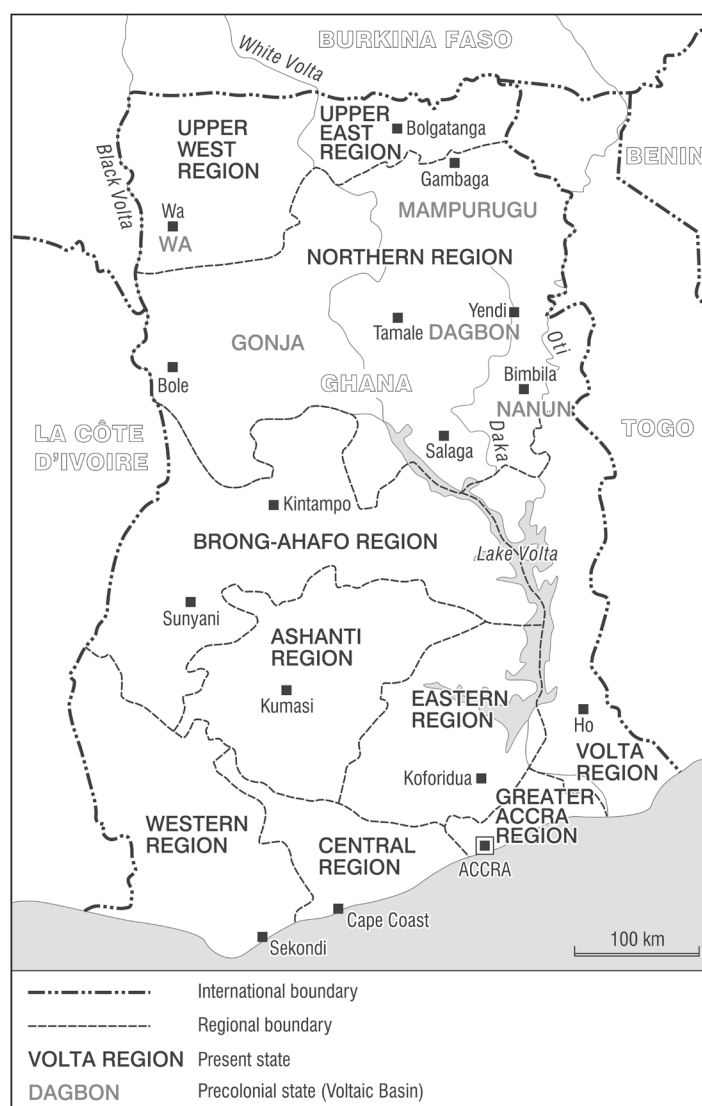 BURKINA FASO
White Volta
UPPER
WEST
REGION
UPPER
EAST
REGION
Bolgatanga
BENIN
Black Volta
Gambaga
Wa
WA
MAMPURUGU
NORTHERN REGION
Yendi
Tamale
DAGBON
Oti
GONJA
Bole
GHANA
Bimbila
NANUN
LA CÔTE
D'IVOIRE
TOGO
Salaga
Daka
Kintampo
BRONG-AHAFO REGION
Lake Volta
Sunyani
ASHANTI
REGION
Kumasi
EASTERN
REGION
Ho
VOLTA
REGION
Koforidua
GREATER
ACCRA
REGION
WESTERN
REGION
CENTRAL
REGION
ACCRA
Cape Coast
Sekondi
100 km
International boundary
Regional boundary
VOLTA REGION Present state
DAGBON Precolonial state (Voltaic Basin)